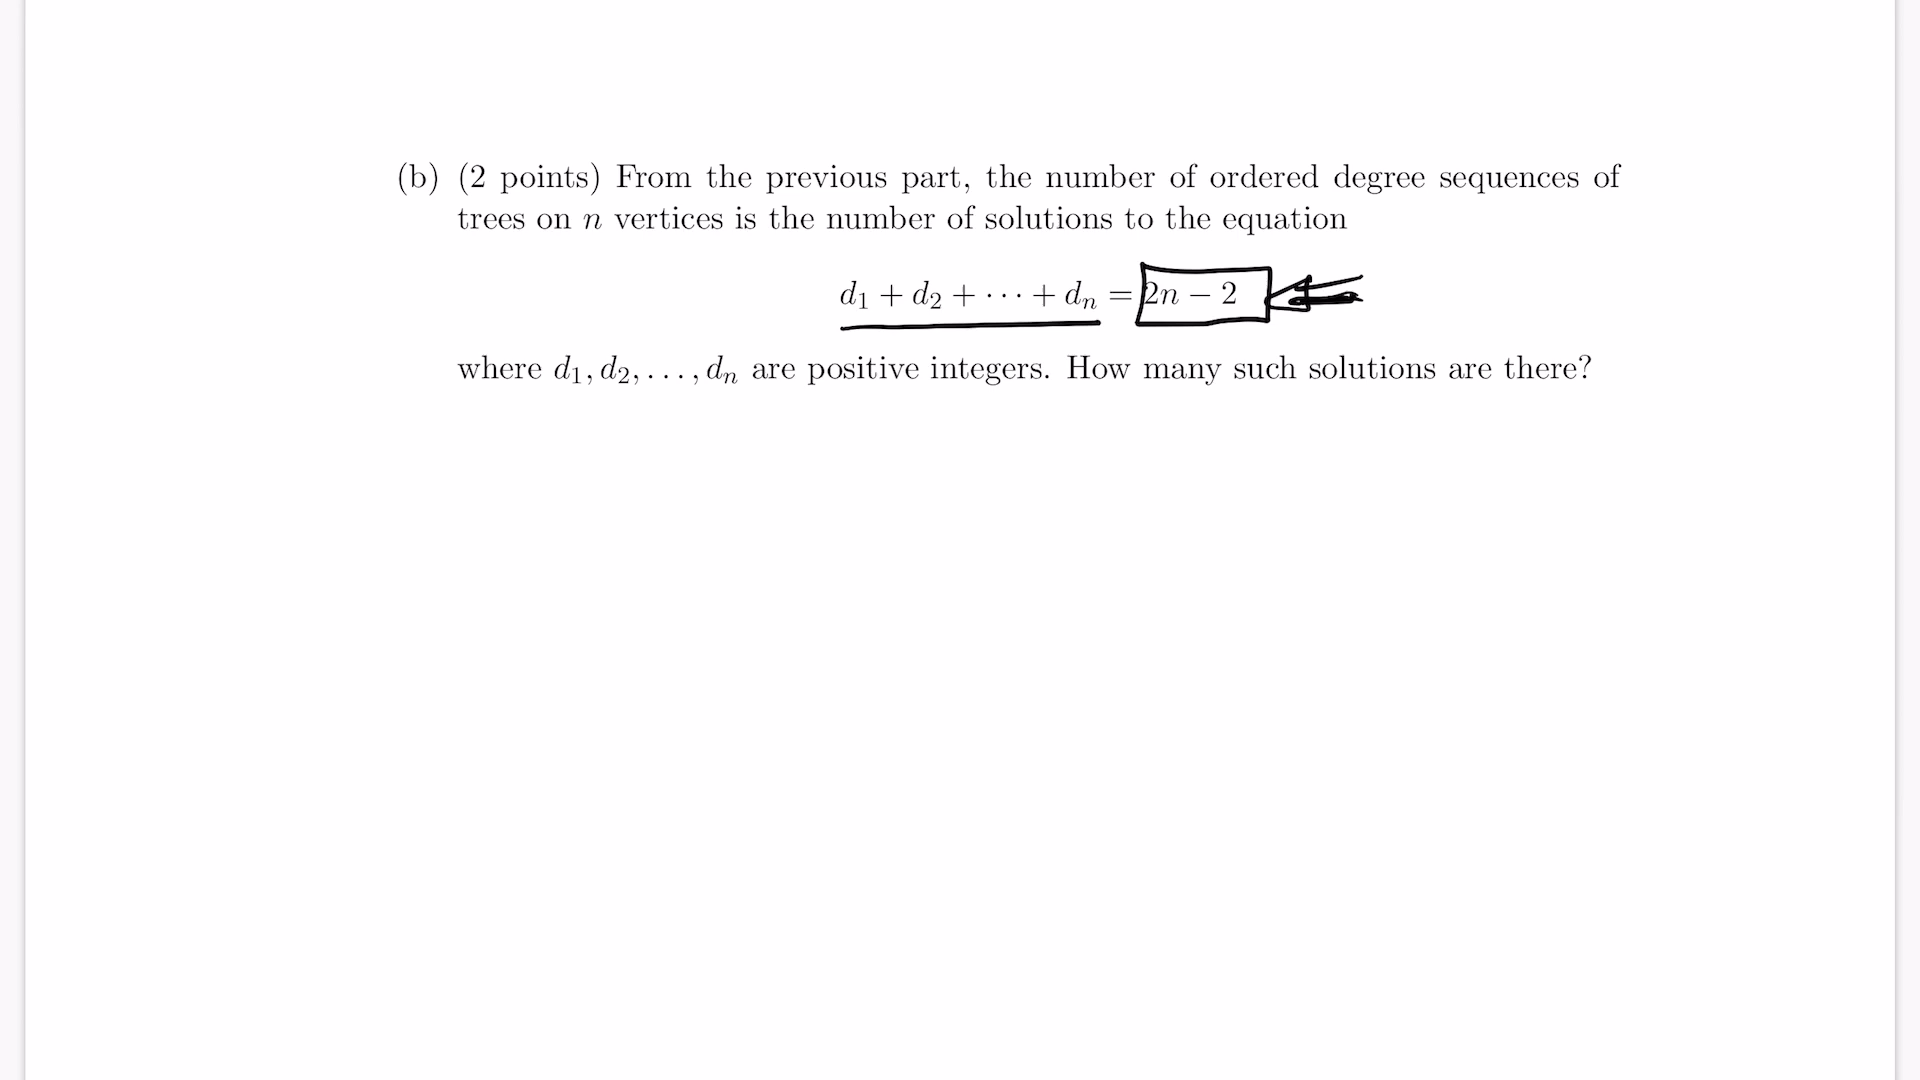 (b) (2 points) From the previous part, the number of ordered degree sequences of
trees on n vertices is the number of solutions to the equation
d₁ + d₂ + · · · + dₙ = 2n − 2
where d₁, d₂, . . . , dₙ are positive integers. How many such solutions are there?